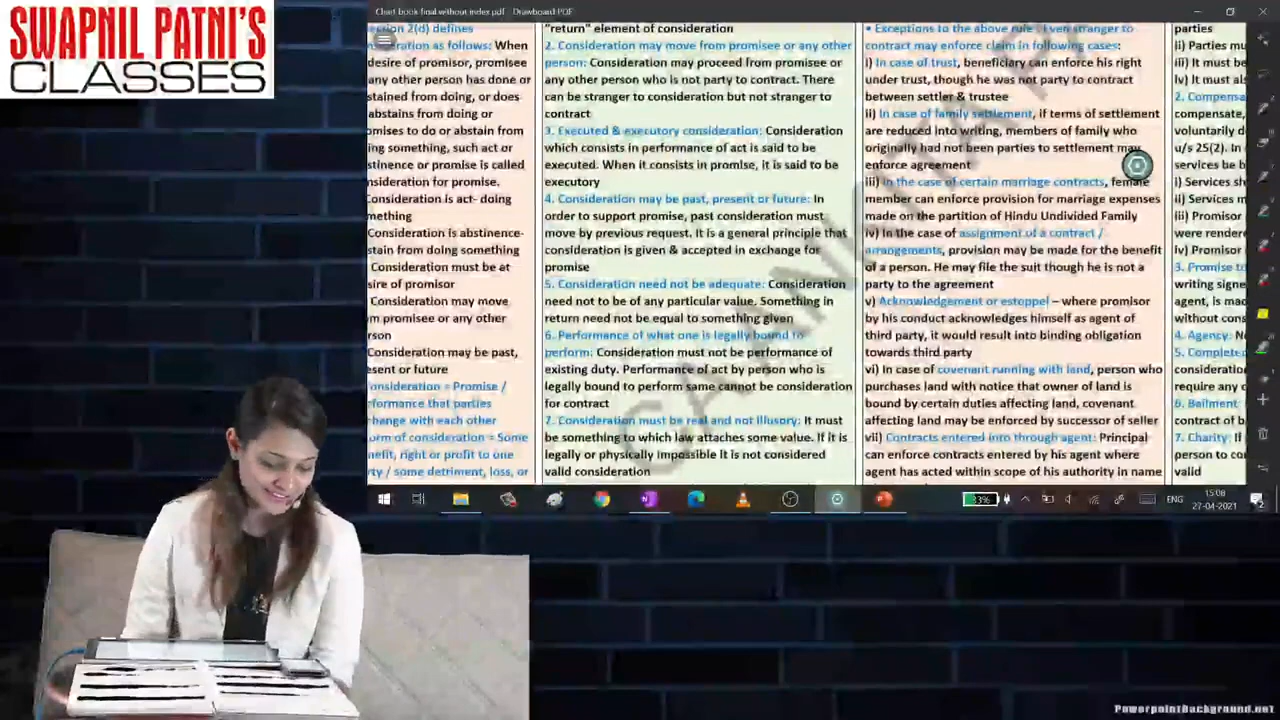 SWAPNIL PATNI'S
CLASSES
Chart book final without index.pdf - Drawboard PDF
ection 2(d) defines
deration as follows: When
desire of promisor, promisee
any other person has done or
stained from doing, or does
abstains from doing or
omises to do or abstain from
ing something, such act or
stinence or promise is called
nsideration for promise.
Consideration is act- doing
mething
Consideration is abstinence-
stain from doing something
Consideration must be at
sire of promisor
Consideration may move
m promisee or any other
rson
Consideration may be past,
esent or future
onsideration = Promise /
formance that parties
change with each other
orm of consideration = Some
nefit, right or profit to one
rty / some detriment, loss, or
"return" element of consideration
2. Consideration may move from promisee or any other
person: Consideration may proceed from promisee or
any other person who is not party to contract. There
can be stranger to consideration but not stranger to
contract
3. Executed & executory consideration: Consideration
which consists in performance of act is said to be
executed. When it consists in promise, it is said to be
executory
4. Consideration may be past, present or future: In
order to support promise, past consideration must
move by previous request. It is a general principle that
consideration is given & accepted in exchange for
promise
5. Consideration need not be adequate: Consideration
need not to be of any particular value. Something in
return need not be equal to something given
6. Performance of what one is legally bound to
perform: Consideration must not be performance of
existing duty. Performance of act by person who is
legally bound to perform same cannot be consideration
for contract
7. Consideration must be real and not illusory: It must
be something to which law attaches some value. If it is
legally or physically impossible it is not considered
valid consideration
• Exceptions to the above rule : Even stranger to
contract may enforce claim in following cases:
i) In case of trust, beneficiary can enforce his right
under trust, though he was not party to contract
between settler & trustee
ii) In case of family settlement, if terms of settlement
are reduced into writing, members of family who
originally had not been parties to settlement may
enforce agreement
iii) In the case of certain marriage contracts, female
member can enforce provision for marriage expenses
made on the partition of Hindu Undivided Family
iv) In the case of assignment of a contract /
arrangements, provision may be made for the benefit
of a person. He may file the suit though he is not a
party to the agreement
v) Acknowledgement or estoppel – where promisor
by his conduct acknowledges himself as agent of
third party, it would result into binding obligation
towards third party
vi) In case of covenant running with land, person who
purchases land with notice that owner of land is
bound by certain duties affecting land, covenant
affecting land may be enforced by successor of seller
vii) Contracts entered into through agent: Principal
can enforce contracts entered by his agent where
agent has acted within scope of his authority in name
parties
ii) Parties mu
iii) It must be
iv) It must als
2. Compensa
compensate,
voluntarily d
u/s 25(2). In
services be b
i) Services sh
ii) Services m
iii) Promisor
were render
iv) Promisor
3. Promise to
writing signe
agent, is mad
without cons
4. Agency: N
5. Complete
consideratio
require any c
6. Bailment
contract of b
7. Charity: If
person to co
valid
33%
ENG
15:08
27-04-2021
PowerpointBackground.net